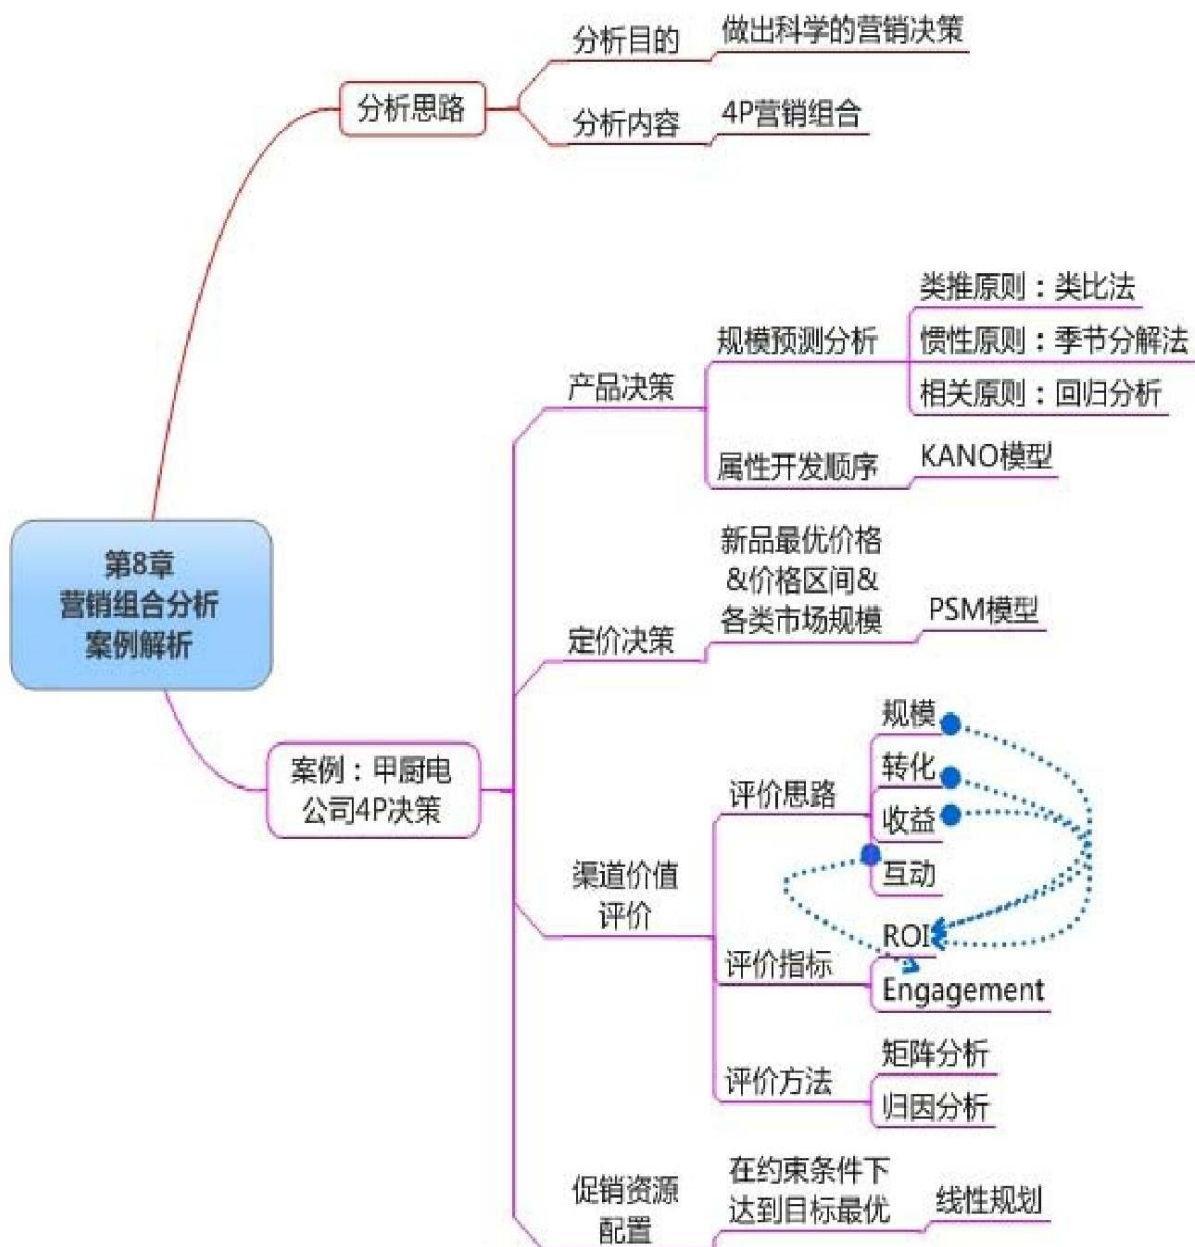 分析目的
做出科学的营销决策
分析思路
分析内容
4P营销组合
类推原则：类比法
规模预测分析
惯性原则：季节分解法
产品决策
相关原则：回归分析
属性开发顺序
KANO模型
第8章
营销组合分析
案例解析
新品最优价格
&价格区间&
各类市场规模
PSM模型
定价决策
案例：甲厨电
公司4P决策
规模
转化
评价思路
收益
互动
渠道价值
评价
ROI
评价指标
Engagement
矩阵分析
评价方法
归因分析
促销资源
配置
在约束条件下
达到目标最优
线性规划